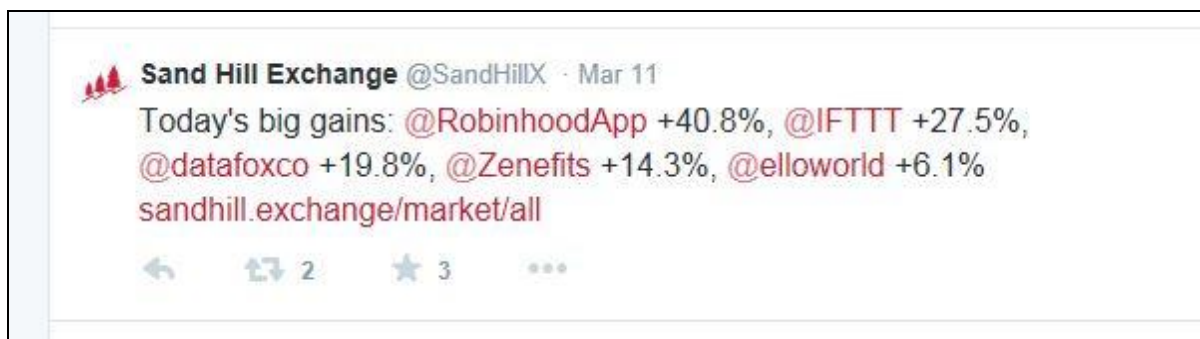 Sand Hill Exchange @SandHillX · Mar 11
Today's big gains: @RobinhoodApp +40.8%, @IFTTT +27.5%,
@datafoxco +19.8%, @Zenefits +14.3%, @elloworld +6.1%
sandhill.exchange/market/all
2 3